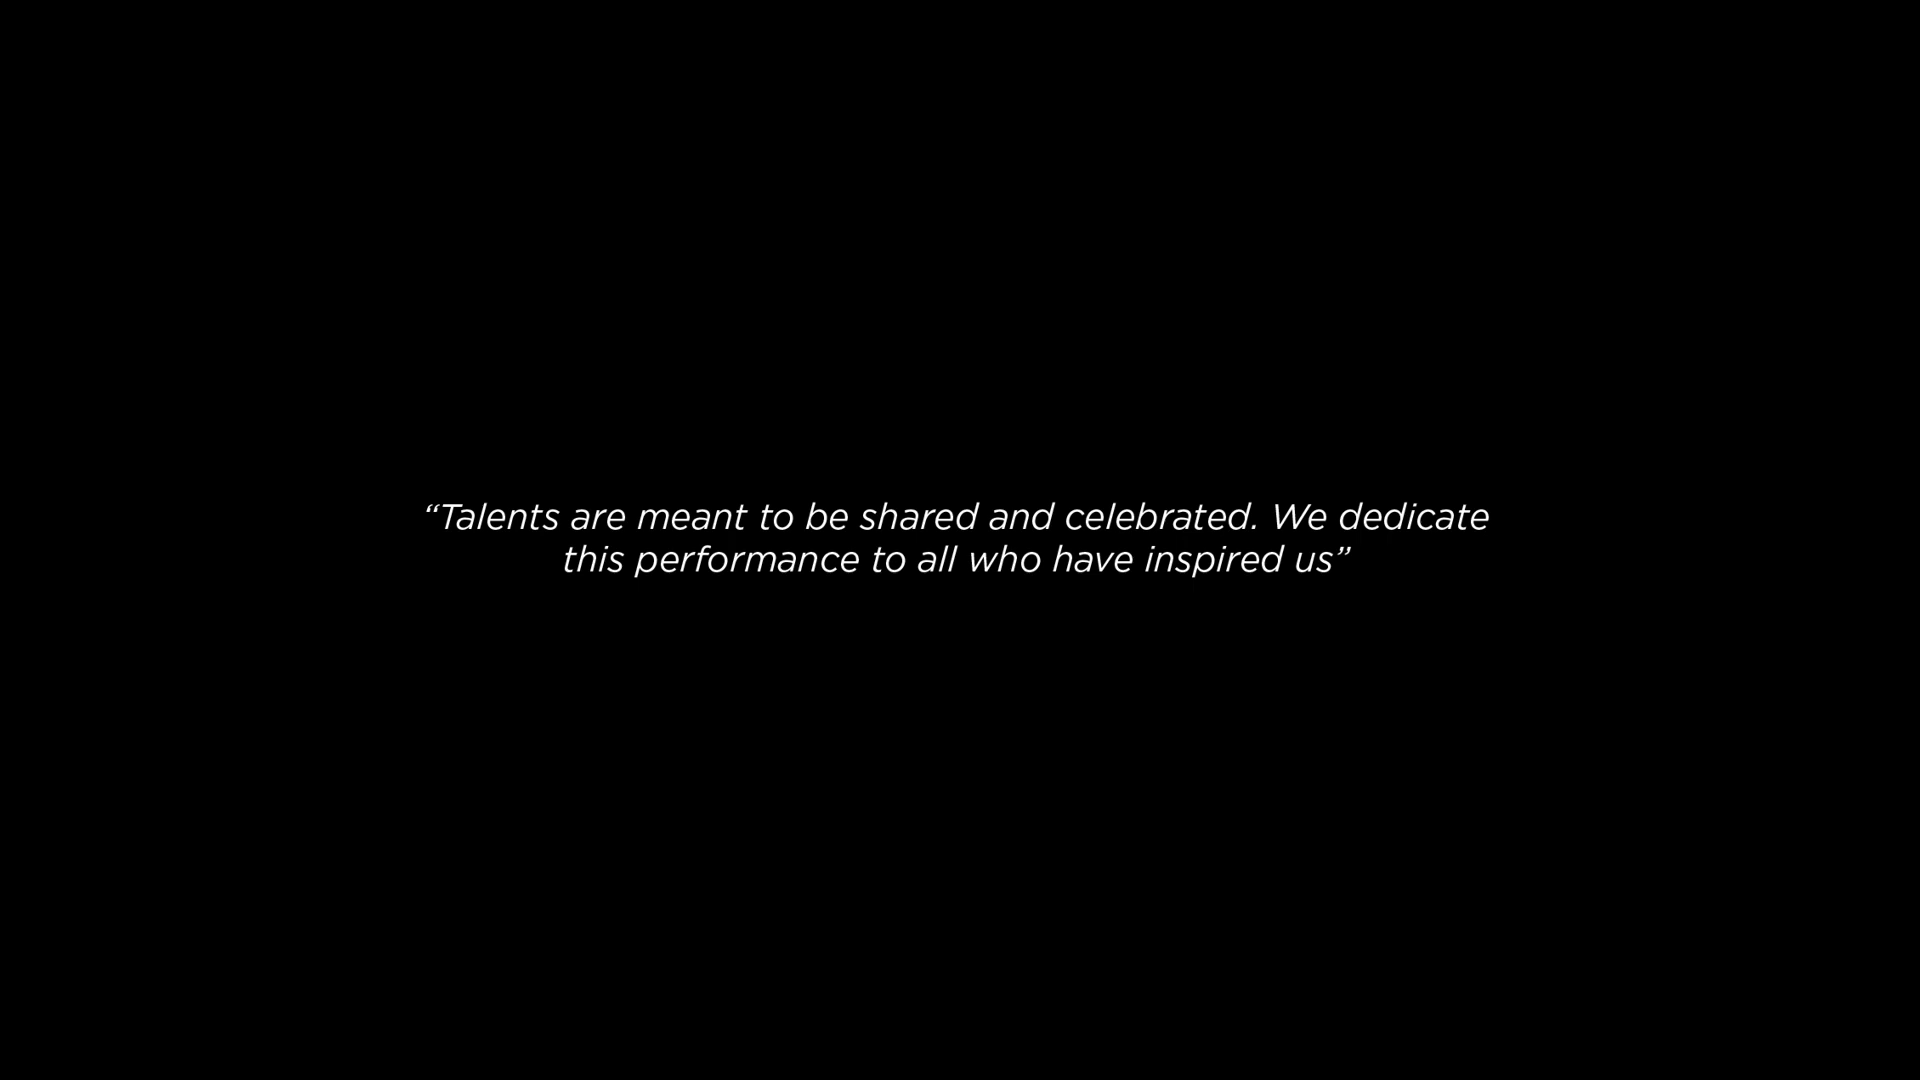 “Talents are meant to be shared and celebrated. We dedicate
this performance to all who have inspired us”